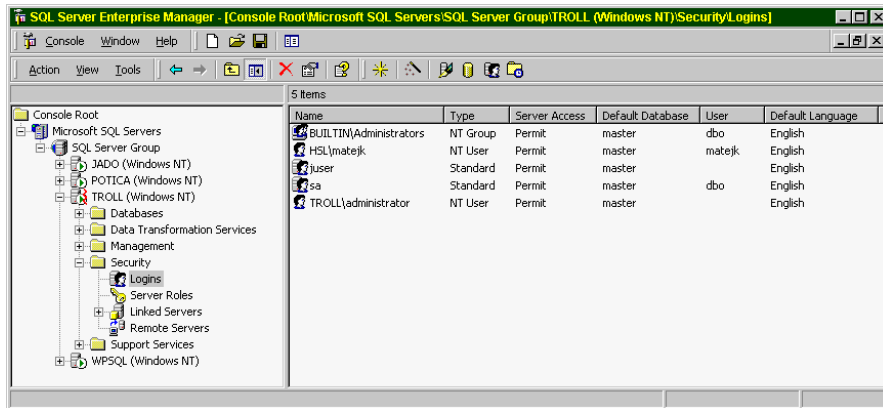 SQL Server Enterprise Manager - [Console Root\Microsoft SQL Servers\SQL Server Group\TROLL (Windows NT)\Security\Logins]
Console Window Help
Action View Tools
5 Items
Console Root
Microsoft SQL Servers
SQL Server Group
JADO (Windows NT)
POTICA (Windows NT)
TROLL (Windows NT)
Databases
Data Transformation Services
Management
Security
Logins
Server Roles
Linked Servers
Remote Servers
Support Services
WPSQL (Windows NT)
Name Type Server Access Default Database User Default Language
BUILTIN\Administrators NT Group Permit master dbo English
HSL\matejk NT User Permit master matejk English
juser Standard Permit master English
sa Standard Permit master dbo English
TROLL\administrator NT User Permit master English